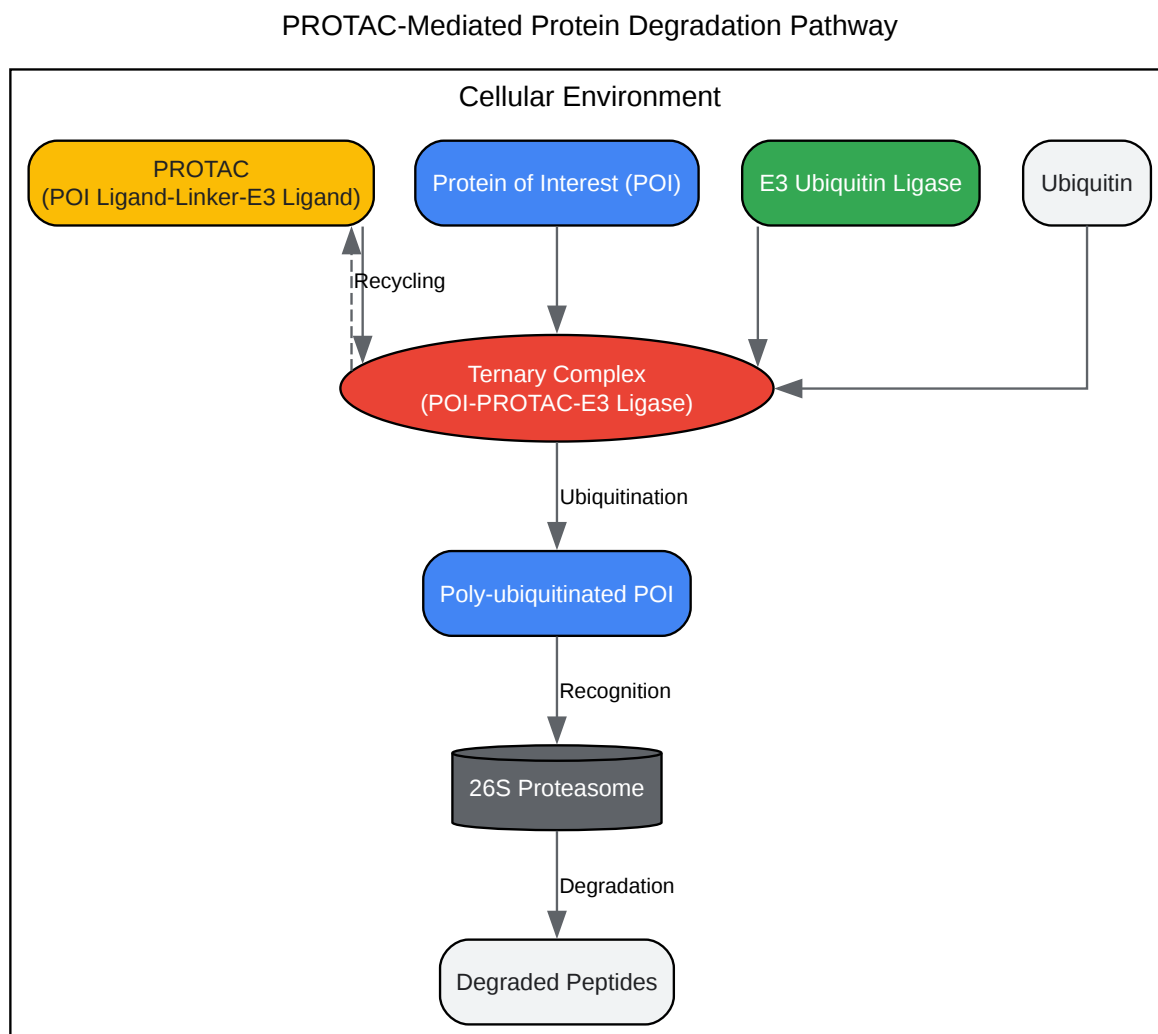 PROTAC-Mediated Protein Degradation Pathway
Cellular Environment
PROTAC
(POI Ligand-Linker-E3 Ligand)
Protein of Interest (POI)
E3 Ubiquitin Ligase
Ubiquitin
Recycling
Ternary Complex
(POI-PROTAC-E3 Ligase)
Ubiquitination
Poly-ubiquitinated POI
Recognition
26S Proteasome
Degradation
Degraded Peptides